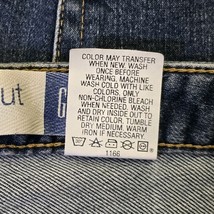 COLOR MAY TRANSFER
WHEN NEW. WASH
ONCE BEFORE
WEARING. MACHINE
WASH COLD WITH LIKE
COLORS, ONLY
NON-CHLORINE BLEACH
WHEN NEEDED. WASH
AND DRY INSIDE OUT TO
RETAIN COLOR. TUMBLE
DRY MEDIUM. WARM
IRON IF NECESSARY
1166
ut
G